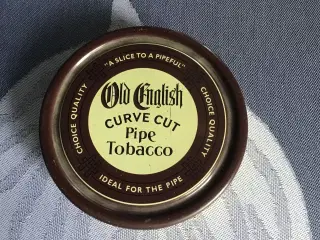 "A SLICE TO A PIPEFUL"
CHOICE QUALITY
Old English
CURVE CUT
Pipe
Tobacco
CHOICE QUALITY
IDEAL FOR THE PIPE